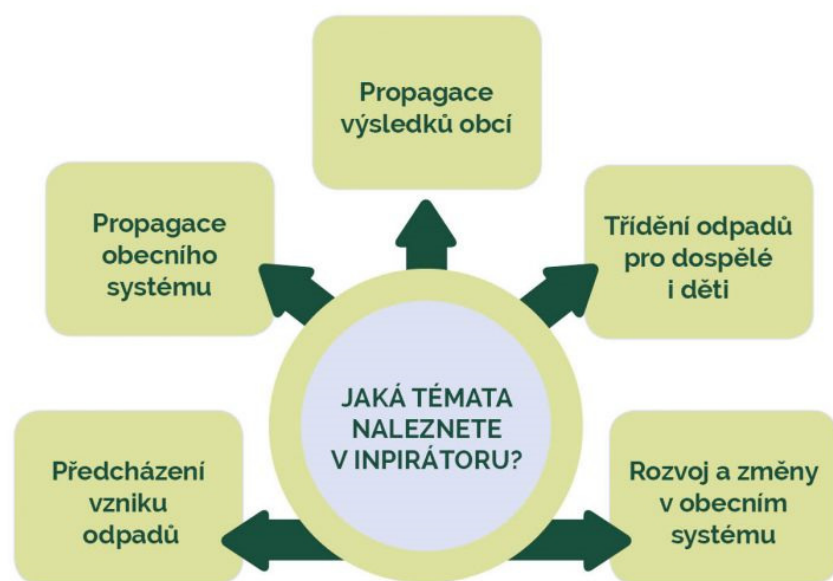 Propagace
výsledků obcí
Propagace
obecního
systému
Třídění odpadů
pro dospělé
i děti
JAKÁ TÉMATA
NALEZNETE
V INPIRÁTORU?
Předcházení
vzniku
odpadů
Rozvoj a změny
v obecním
systému